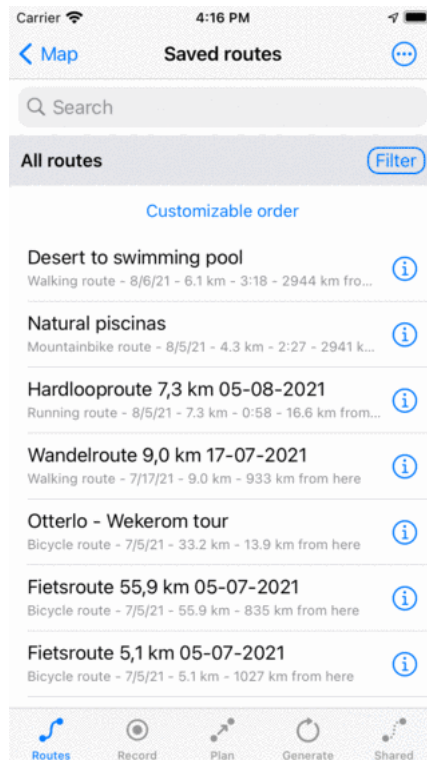 Carrier 4:16 PM
Map Saved routes
Search
All routes Filter
Customizable order
Desert to swimming pool
Walking route - 8/6/21 - 6.1 km - 3:18 - 2944 km fro...
Natural piscinas
Mountainbike route - 8/5/21 - 4.3 km - 2:27 - 2941 k...
Hardlooproute 7,3 km 05-08-2021
Running route - 8/5/21 - 7.3 km - 0:58 - 16.6 km from...
Wandelroute 9,0 km 17-07-2021
Walking route - 7/17/21 - 9.0 km - 933 km from here
Otterlo - Wekerom tour
Bicycle route - 7/5/21 - 33.2 km - 13.9 km from here
Fietsroute 55,9 km 05-07-2021
Bicycle route - 7/5/21 - 55.9 km - 835 km from here
Fietsroute 5,1 km 05-07-2021
Bicycle route - 7/5/21 - 5.1 km - 1027 km from here
Routes Record Plan Generate Shared